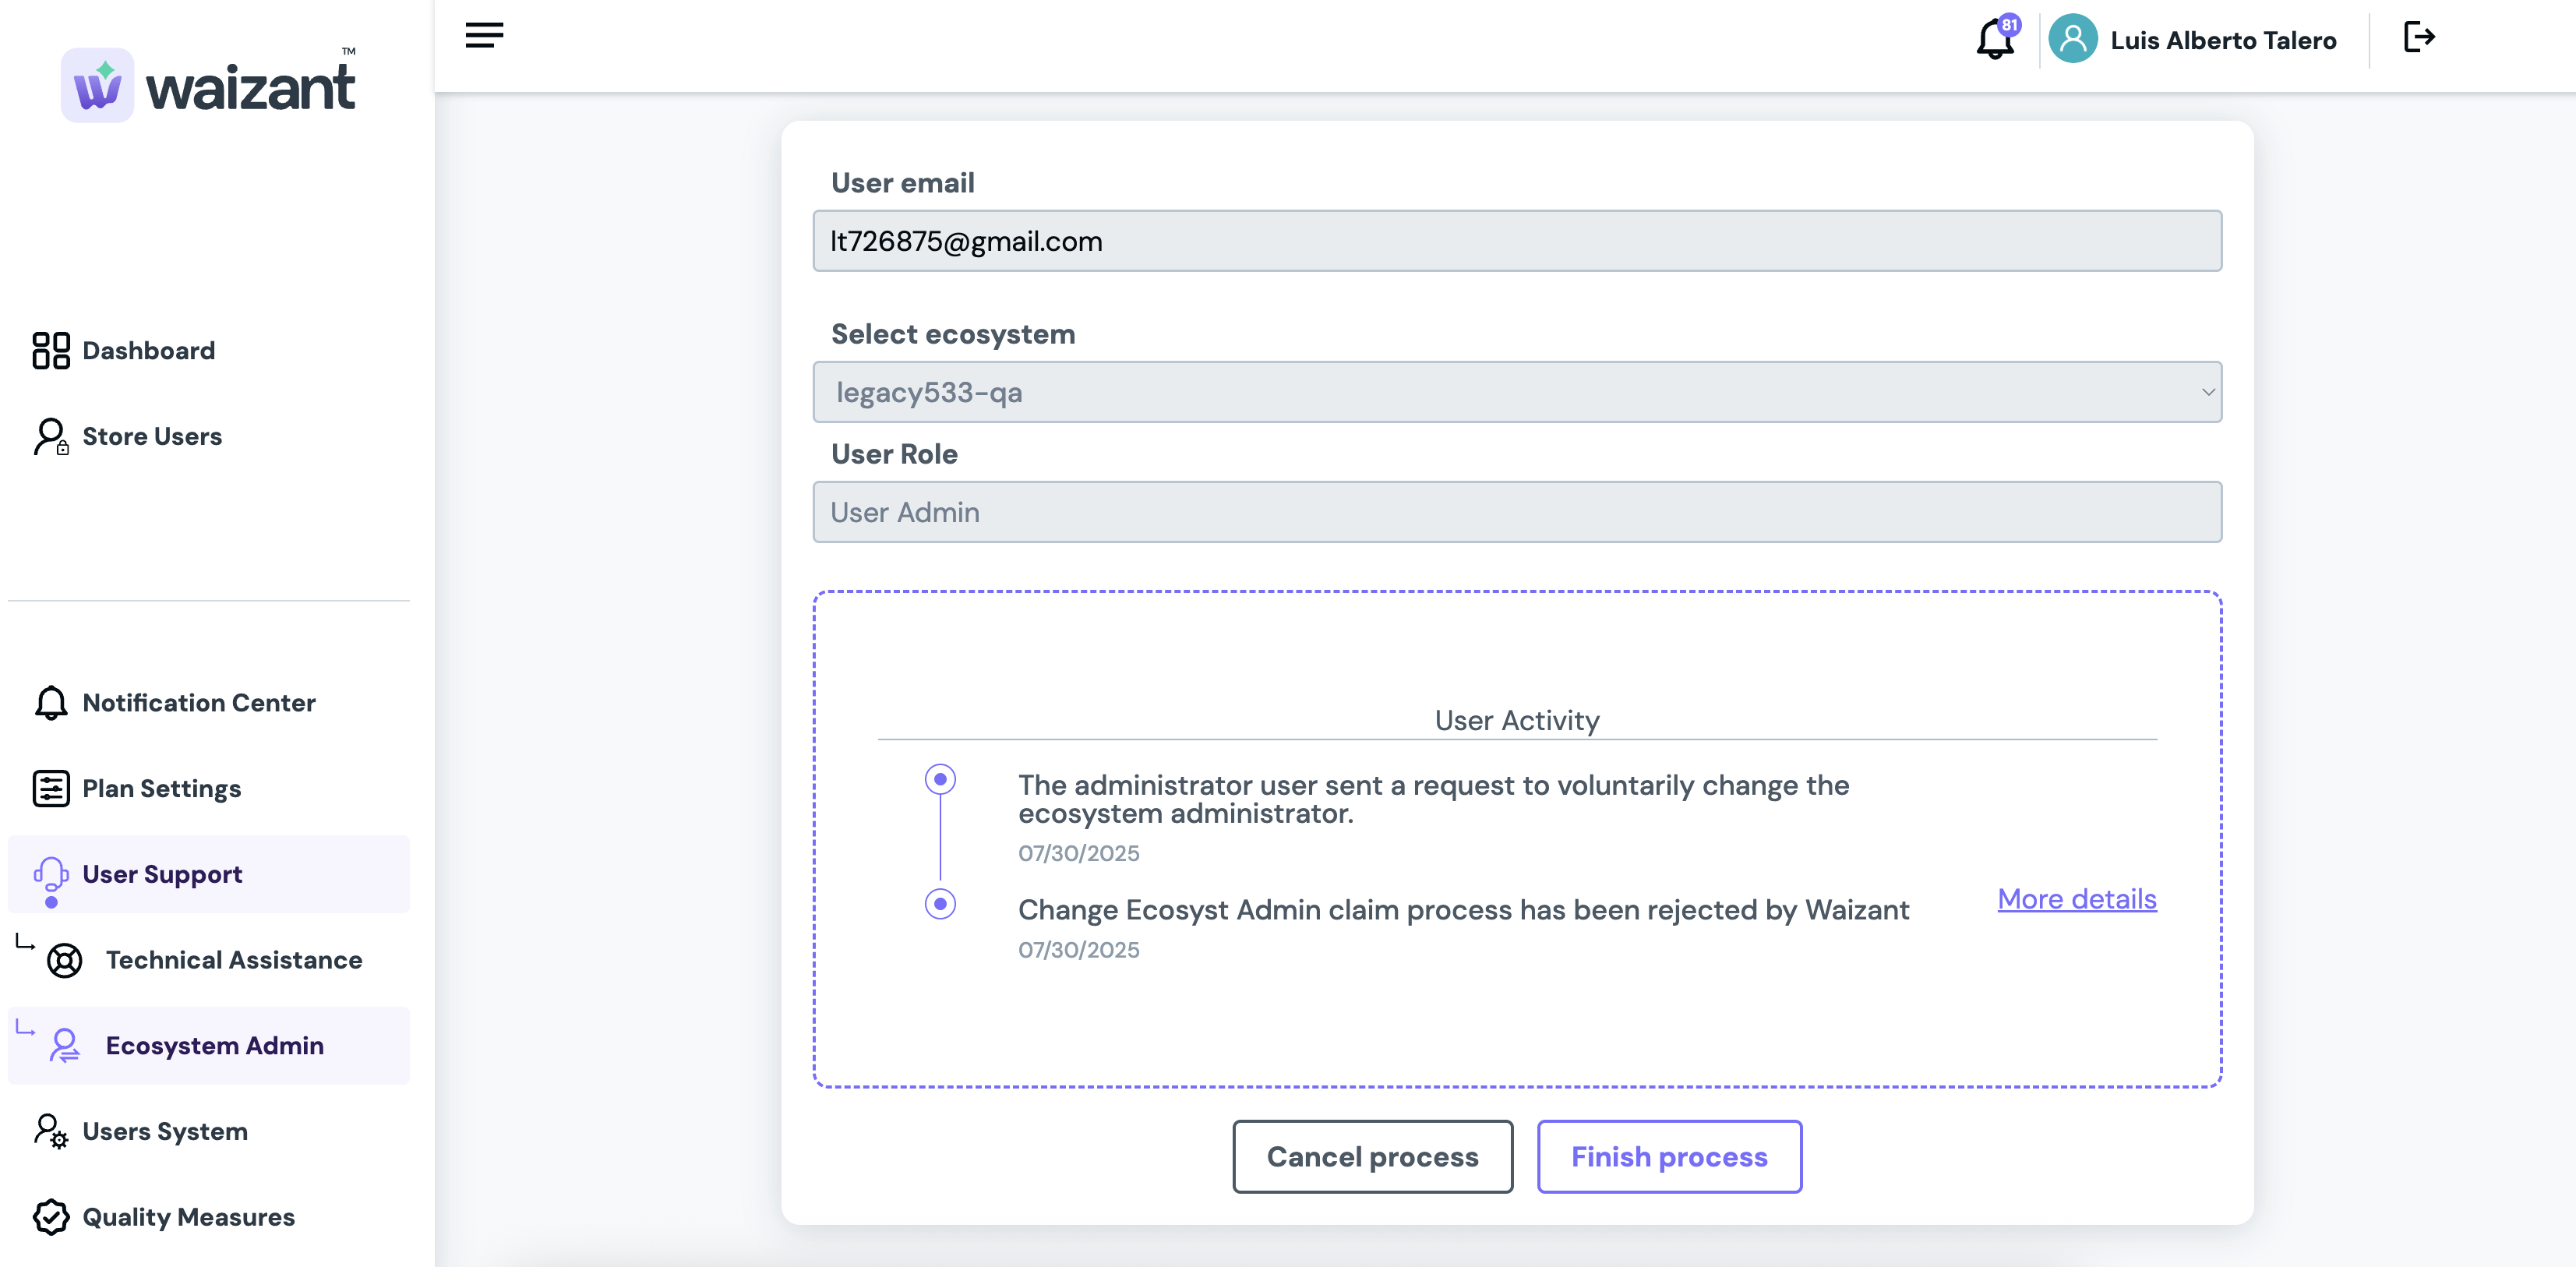 waizant™
Dashboard
Store Users
Notification Center
Plan Settings
User Support
Technical Assistance
Ecosystem Admin
Users System
Quality Measures
81
Luis Alberto Talero
User email
lt726875@gmail.com
Select ecosystem
legacy533-qa
User Role
User Admin
User Activity
The administrator user sent a request to voluntarily change the
ecosystem administrator.
07/30/2025
Change Ecosyst Admin claim process has been rejected by Waizant
More details
07/30/2025
Cancel process
Finish process